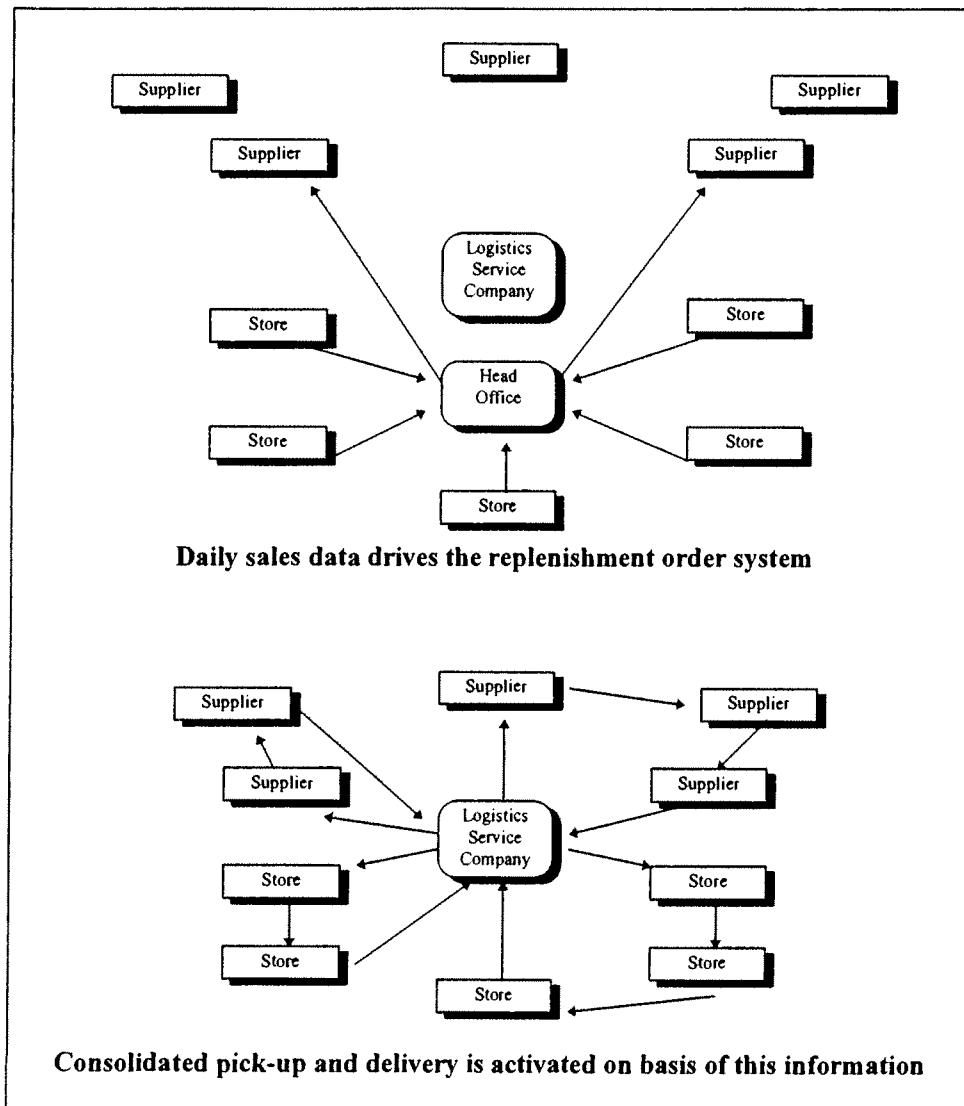 Supplier
Supplier
Supplier
Supplier
Supplier
Logistics
Service
Company
Store
Store
Head
Office
Store
Store
Store
Daily sales data drives the replenishment order system
Supplier
Supplier
Supplier
Supplier
Supplier
Logistics
Service
Company
Store
Store
Store
Store
Store
Consolidated pick-up and delivery is activated on basis of this information